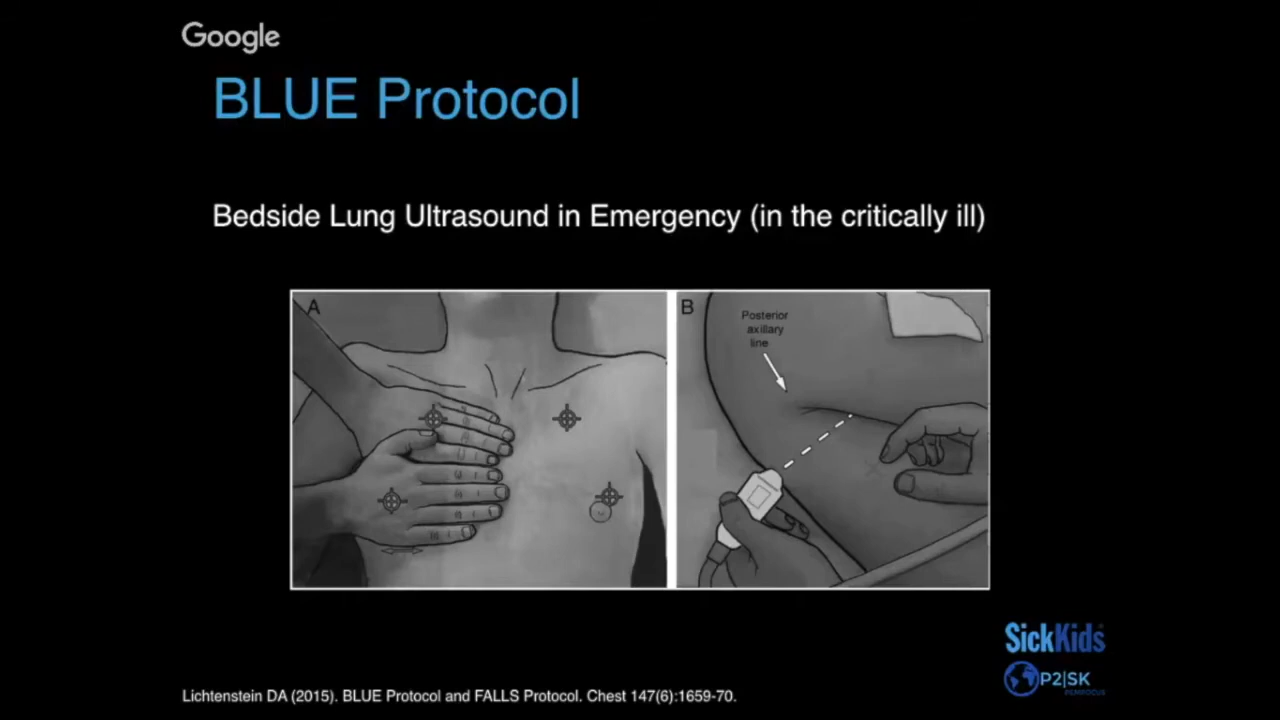 Google
BLUE Protocol
Bedside Lung Ultrasound in Emergency (in the critically ill)
A
B
Posterior
axillary
line
SickKids
P2|SK
PEMPOCUS
Lichtenstein DA (2015). BLUE Protocol and FALLS Protocol. Chest 147(6):1659-70.